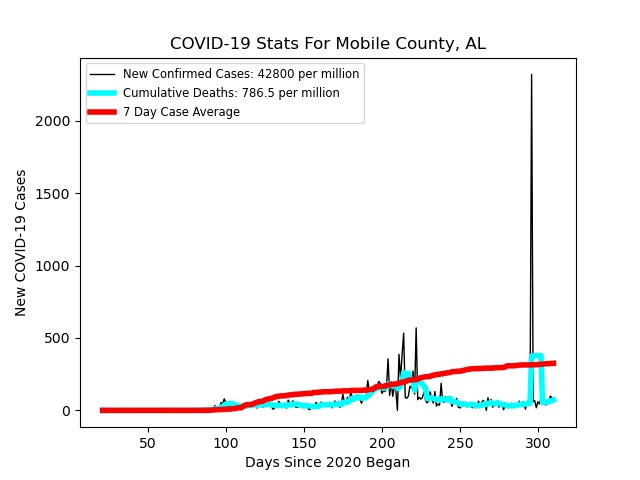 COVID-19 Stats For Mobile County, AL
New Confirmed Cases: 42800 per million
Cumulative Deaths: 786.5 per million
7 Day Case Average
New COVID-19 Cases
2000
1500
1000
500
0
50 100 150 200 250 300
Days Since 2020 Began